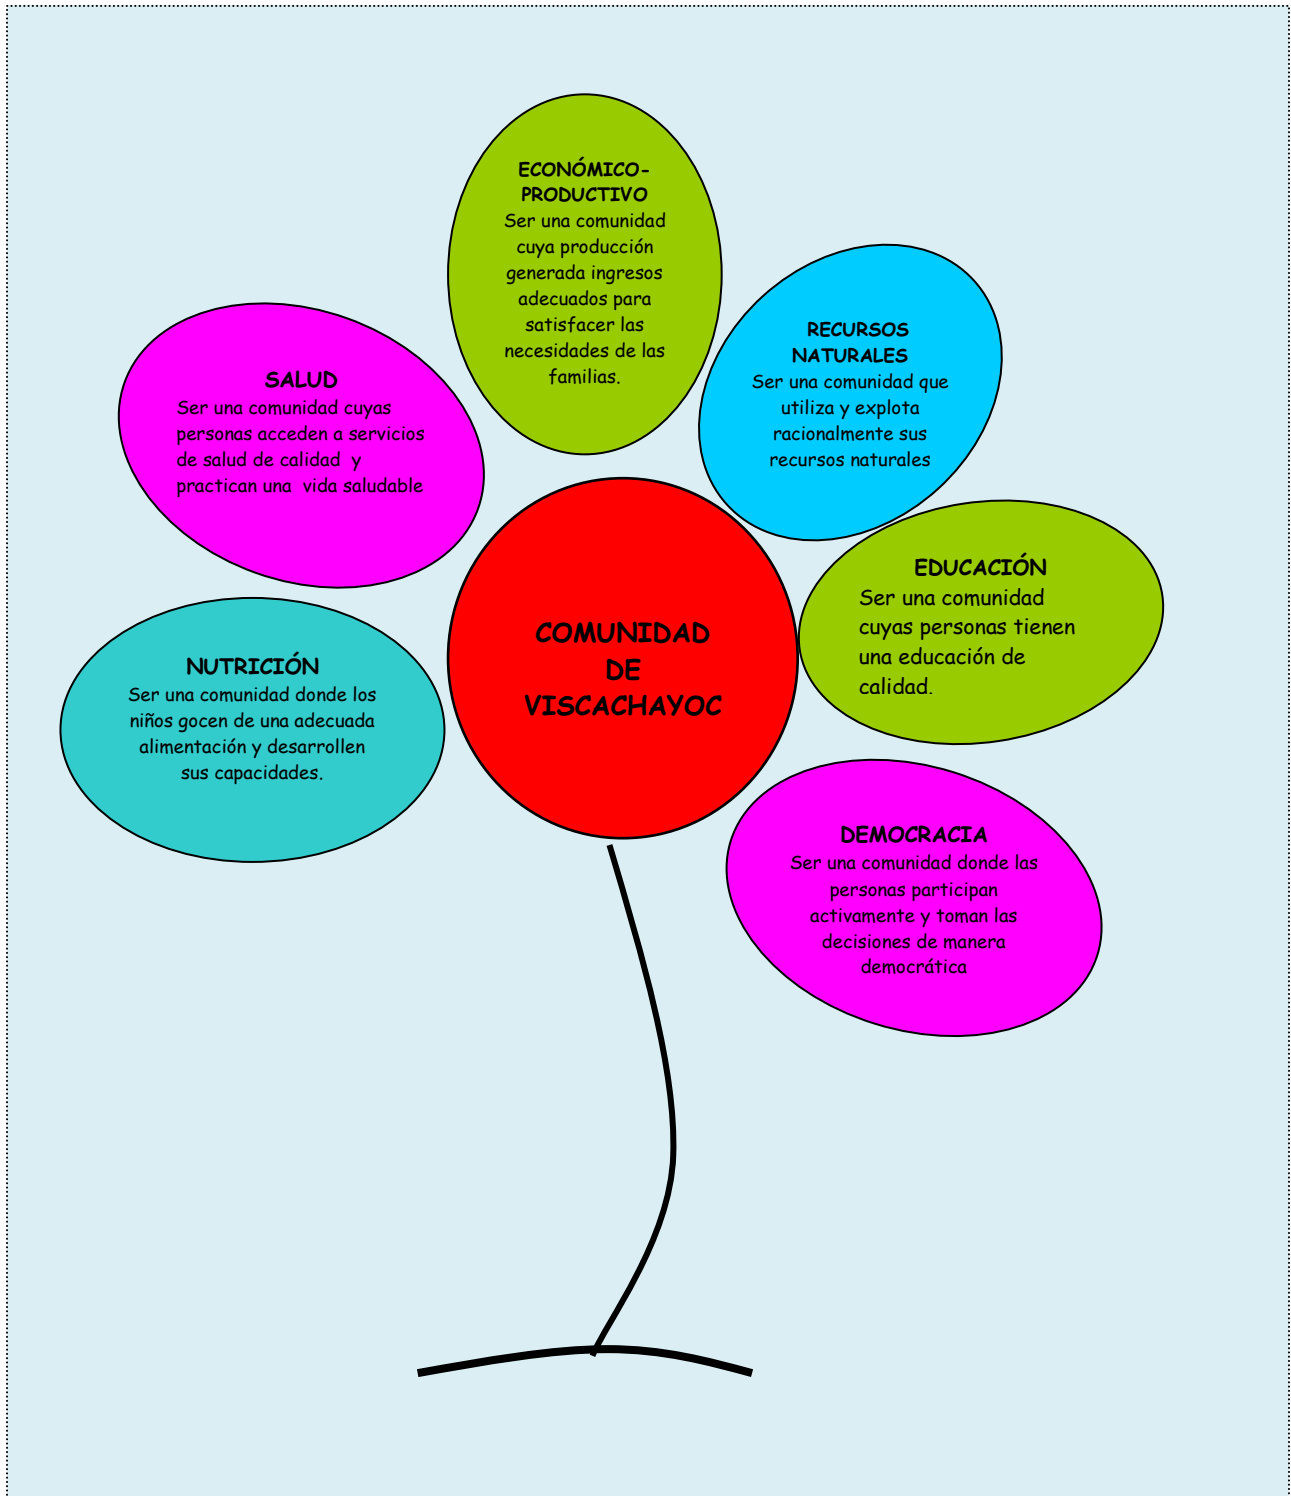 ECONÓMICO-
PRODUCTIVO
Ser una comunidad
cuya producción
generada ingresos
adecuados para
satisfacer las
necesidades de las
familias.
RECURSOS
NATURALES
Ser una comunidad que
utiliza y explota
racionalmente sus
recursos naturales
SALUD
Ser una comunidad cuyas
personas acceden a servicios
de salud de calidad  y
practican una  vida saludable
EDUCACIÓN
Ser una comunidad
cuyas personas tienen
una educación de
calidad.
COMUNIDAD
DE
VISCACHAYOC
NUTRICIÓN
Ser una comunidad donde los
niños gocen de una adecuada
alimentación y desarrollen
sus capacidades.
DEMOCRACIA
Ser una comunidad donde las
personas participan
activamente y toman las
decisiones de manera
democrática